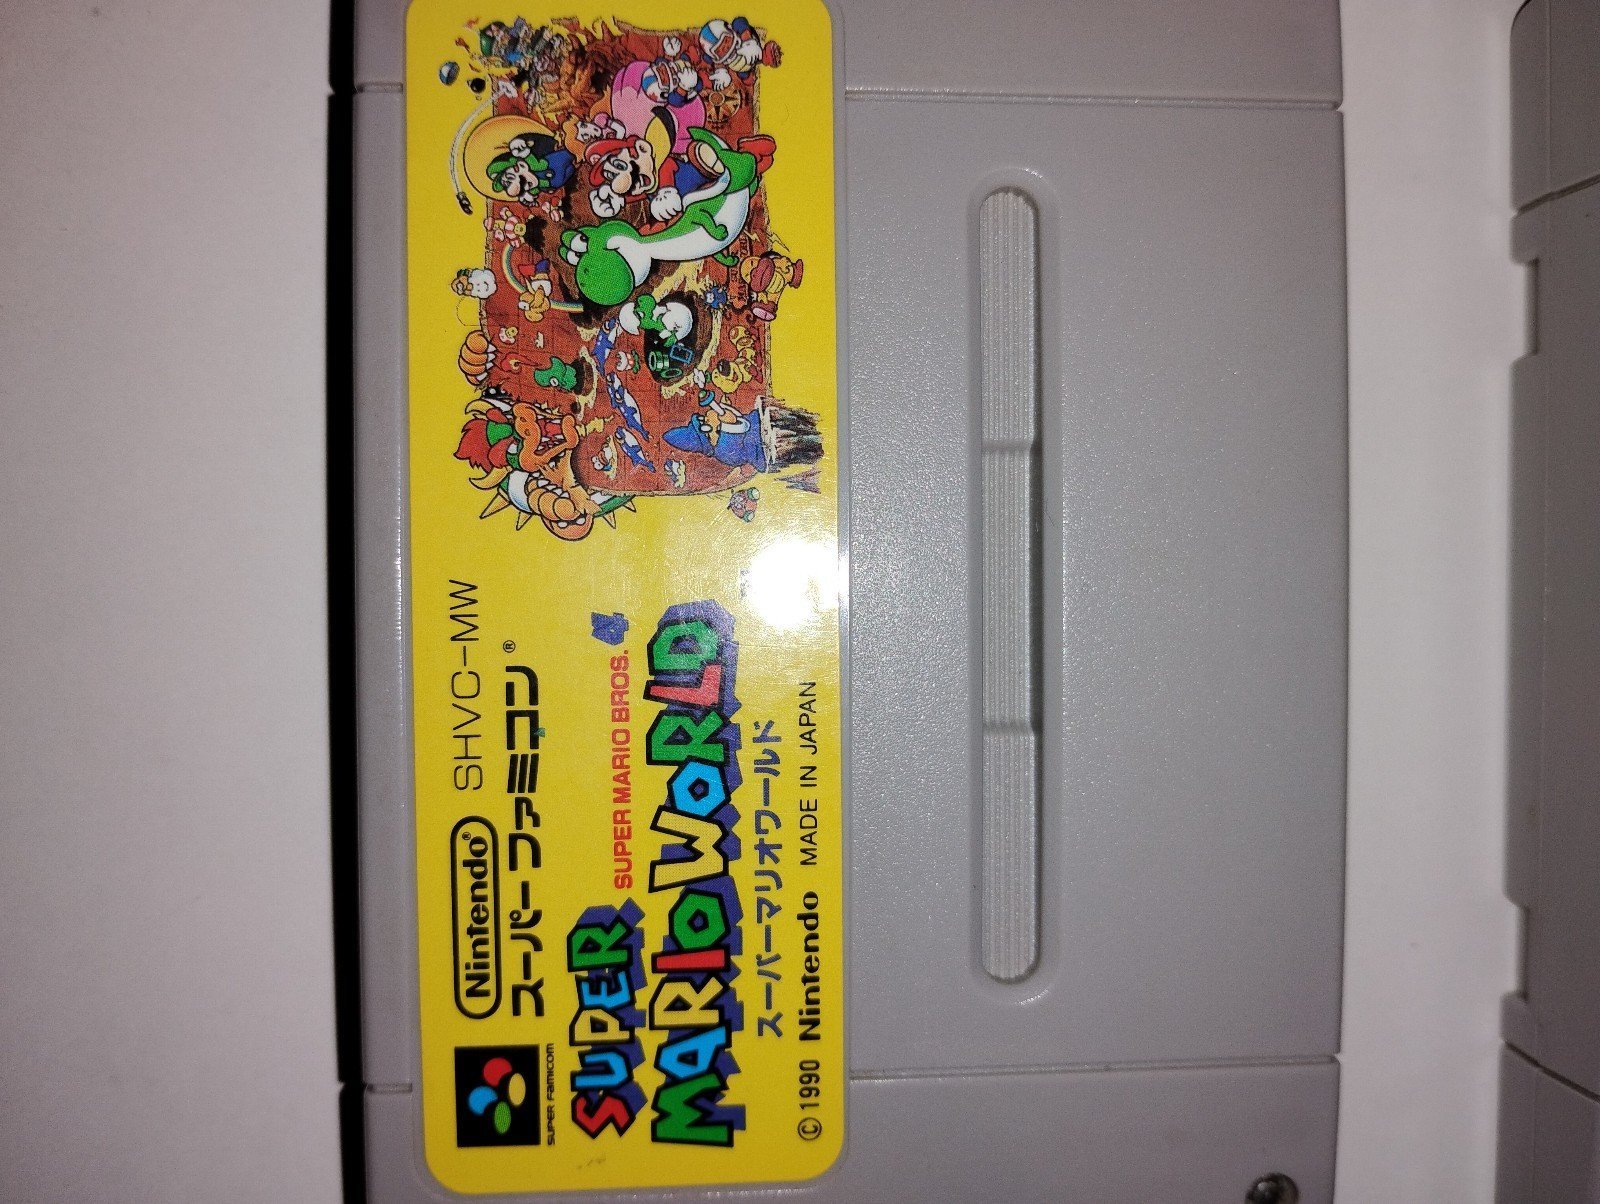 Nintendo® SHVC-MW
スーパーファミコン®
SUPER FAMICOM
SUPER SUPER MARIO BROS. 4
MARIO WORLD
スーパーマリオワールド
©1990 Nintendo MADE IN JAPAN